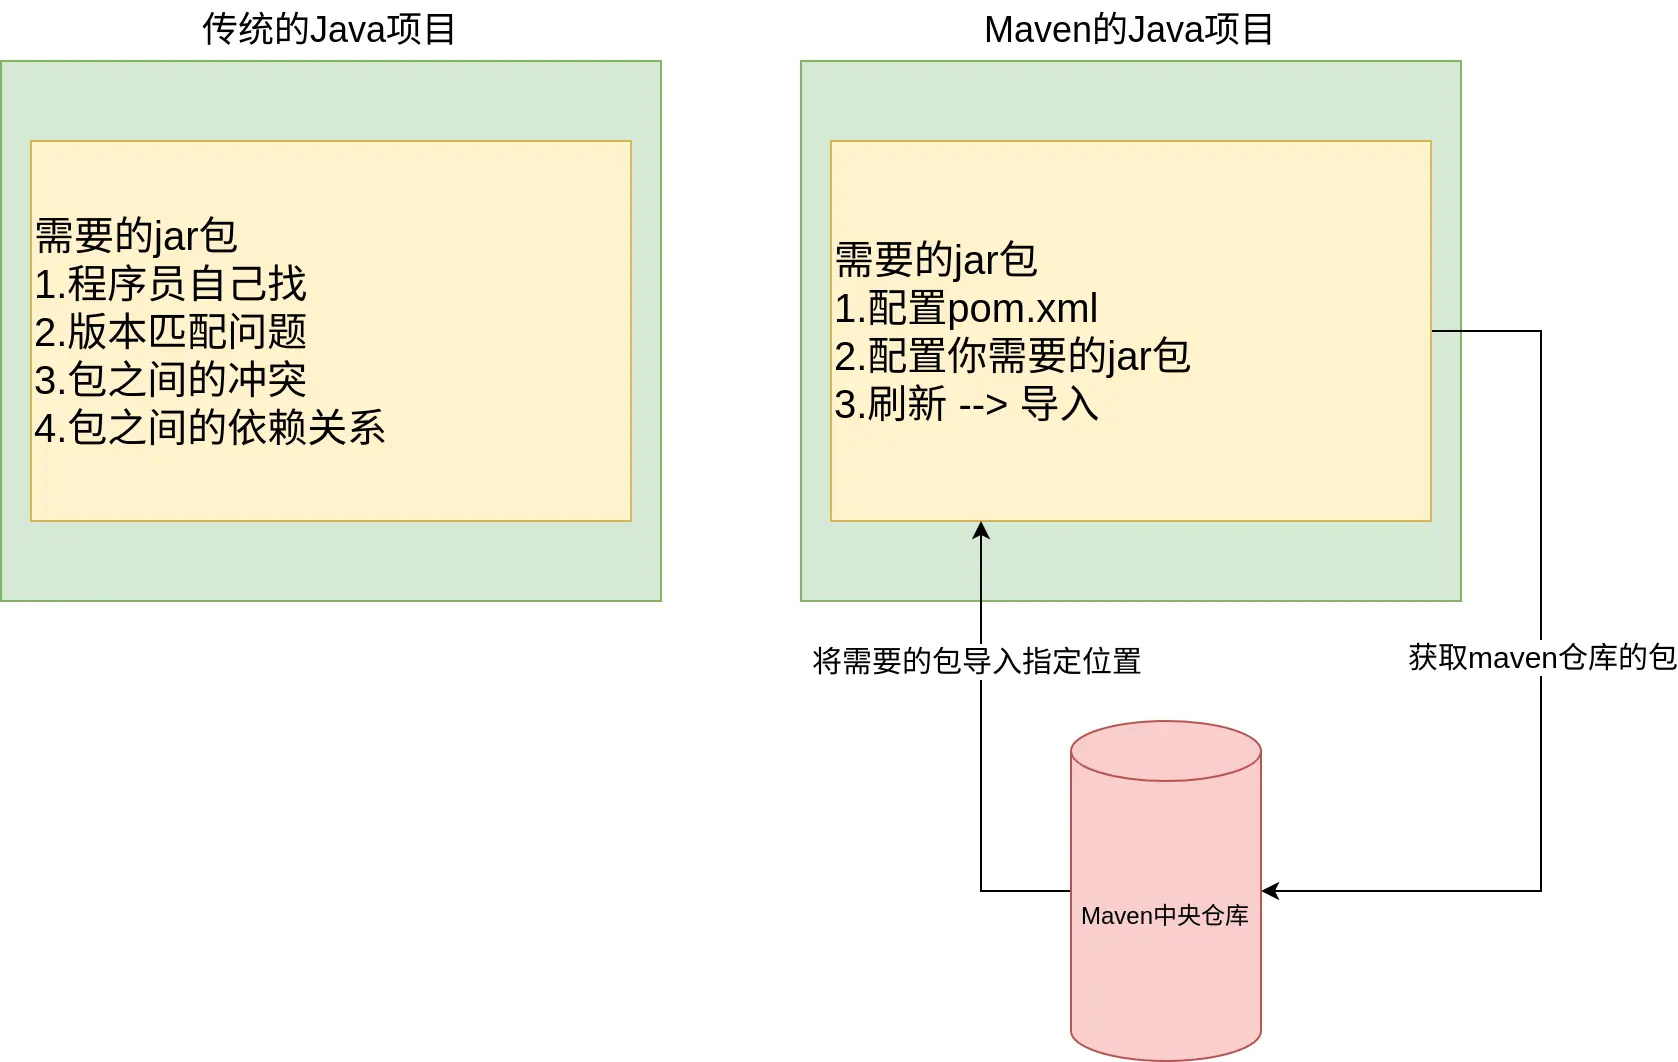 传统的Java项目
需要的jar包
1.程序员自己找
2.版本匹配问题
3.包之间的冲突
4.包之间的依赖关系
Maven的Java项目
需要的jar包
1.配置pom.xml
2.配置你需要的jar包
3.刷新 --> 导入
将需要的包导入指定位置
获取maven仓库的包
Maven中央仓库